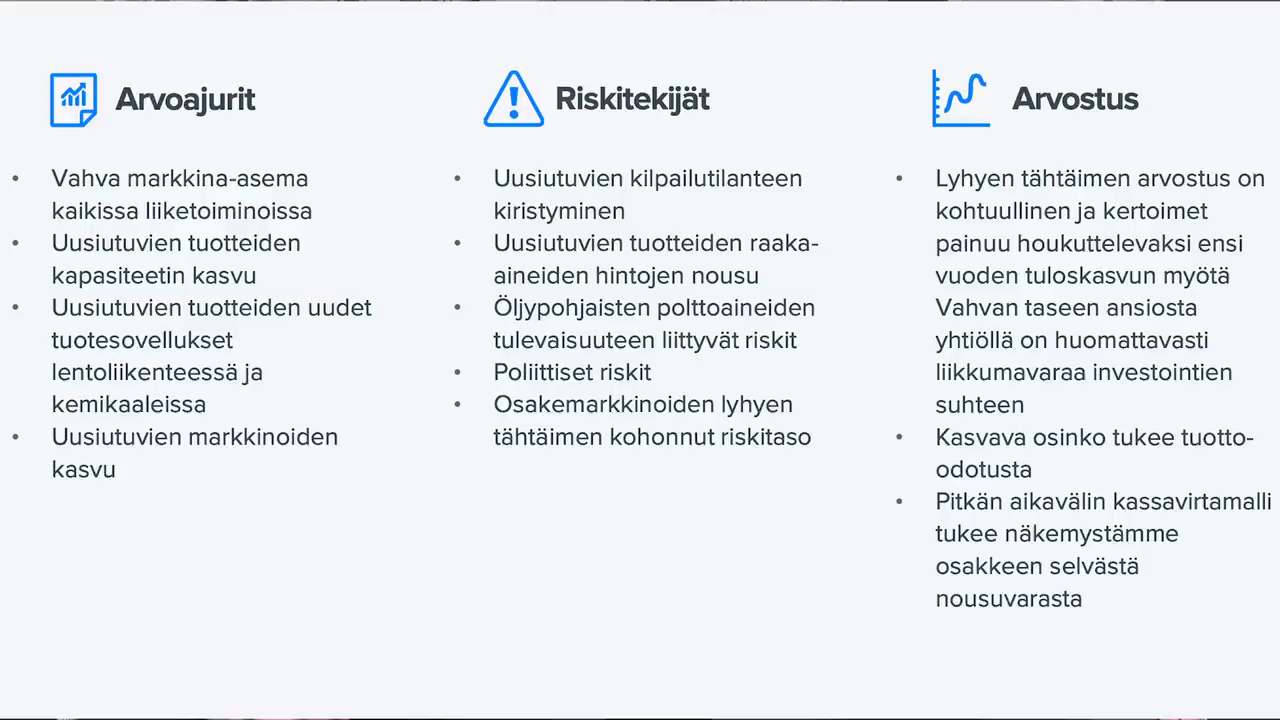 Arvoajurit
• Vahva markkina-asema
kaikissa liiketoiminoissa
• Uusiutuvien tuotteiden
kapasiteetin kasvu
• Uusiutuvien tuotteiden uudet
tuotesovellukset
lentoliikenteessä ja
kemikaaleissa
• Uusiutuvien markkinoiden
kasvu
Riskitekijät
• Uusiutuvien kilpailutilanteen
kiristyminen
• Uusiutuvien tuotteiden raaka-
aineiden hintojen nousu
• Öljypohjaisten polttoaineiden
tulevaisuuteen liittyvät riskit
• Poliittiset riskit
• Osakemarkkinoiden lyhyen
tähtäimen kohonnut riskitaso
Arvostus
• Lyhyen tähtäimen arvostus on
kohtuullinen ja kertoimet
painuu houkuttelevaksi ensi
vuoden tuloskasvun myötä
Vahvan taseen ansiosta
yhtiöllä on huomattavasti
liikkumavaraa investointien
suhteen
• Kasvava osinko tukee tuotto-
odotusta
• Pitkän aikavälin kassavirtamalli
tukee näkemystämme
osakkeen selvästä
nousuvarasta